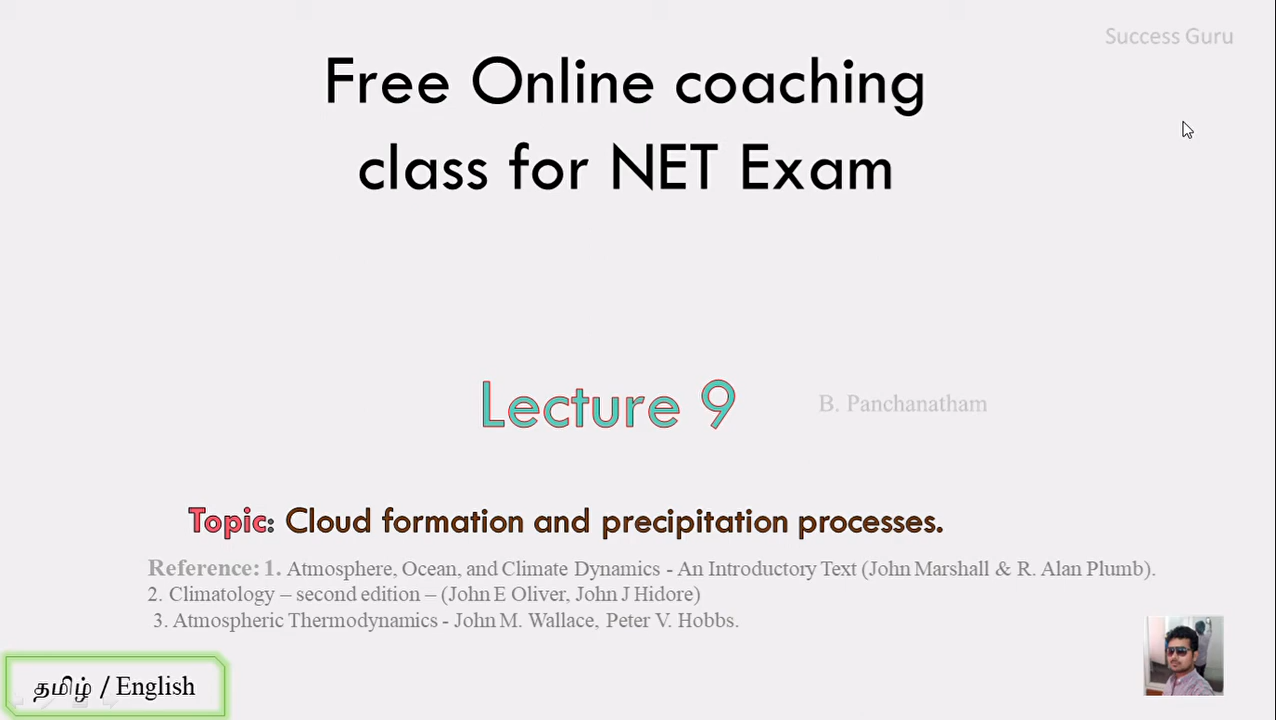 Success Guru
Free Online coaching
class for NET Exam
Lecture 9
B. Panchanatham
Topic: Cloud formation and precipitation processes.
Reference: 1. Atmosphere, Ocean, and Climate Dynamics - An Introductory Text (John Marshall & R. Alan Plumb).
2. Climatology – second edition – (John E Oliver, John J Hidore)
3. Atmospheric Thermodynamics - John M. Wallace, Peter V. Hobbs.
தமிழ் / English